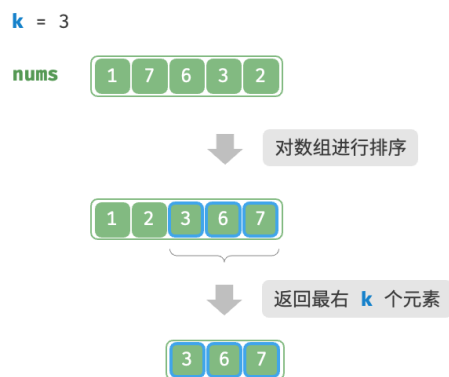 k = 3
nums 1 7 6 3 2
对数组进行排序
1 2 3 6 7
返回最右 k 个元素
3 6 7